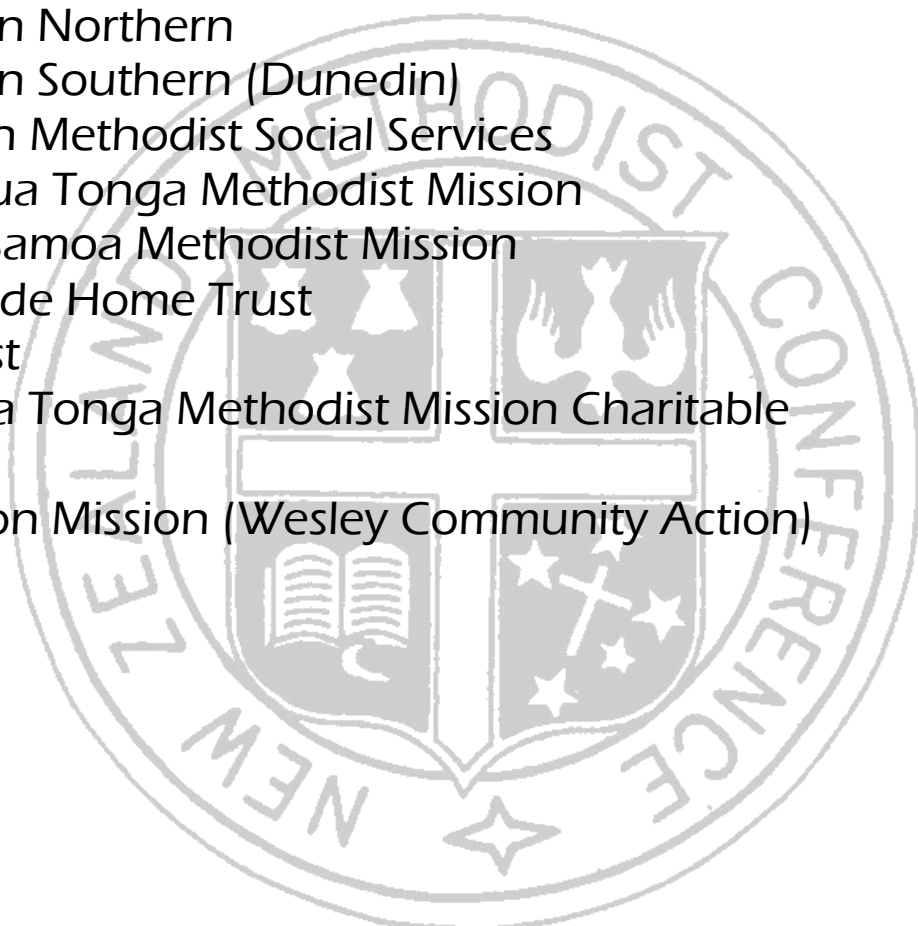 n Northern
n Southern (Dunedin)
n Methodist Social Services
ua Tonga Methodist Mission
Samoa Methodist Mission
de Home Trust
st
a Tonga Methodist Mission Charitable
on Mission (Wesley Community Action)
NEW ZEALAND METHODIST CONFERENCE